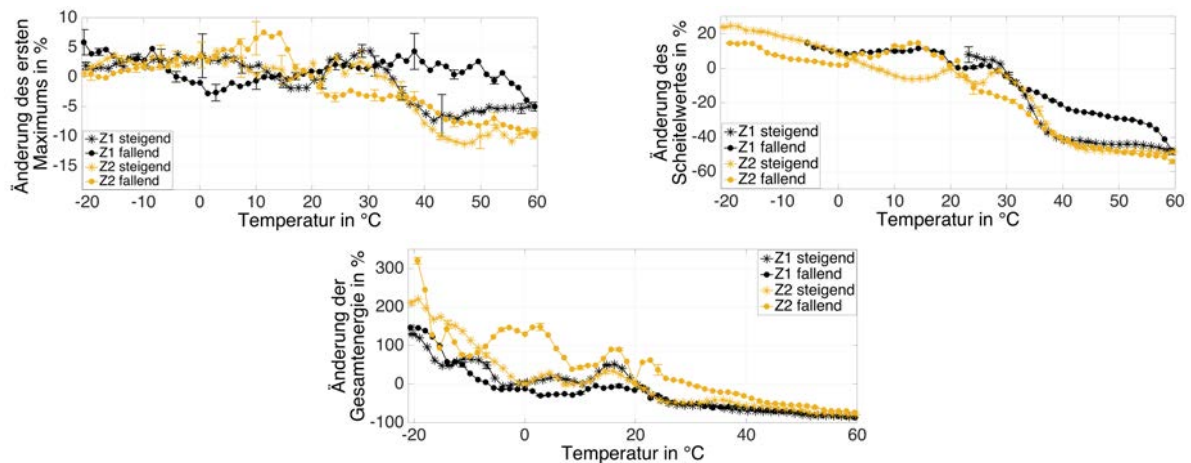 Änderung des ersten
Maximums in %
10
5
0
-5
-10
-15
Z1 steigend
Z1 fallend
Z2 steigend
Z2 fallend
-20 -10 0 10 20 30 40 50 60
Temperatur in °C
Änderung des
Scheitelwertes in %
20
0
-20
-40
-60
Z1 steigend
Z1 fallend
Z2 steigend
Z2 fallend
-20 -10 0 10 20 30 40 50 60
Temperatur in °C
Änderung der
Gesamtenergie in %
300
200
100
0
-100
Z1 steigend
Z1 fallend
Z2 steigend
Z2 fallend
-20 0 20 40 60
Temperatur in °C